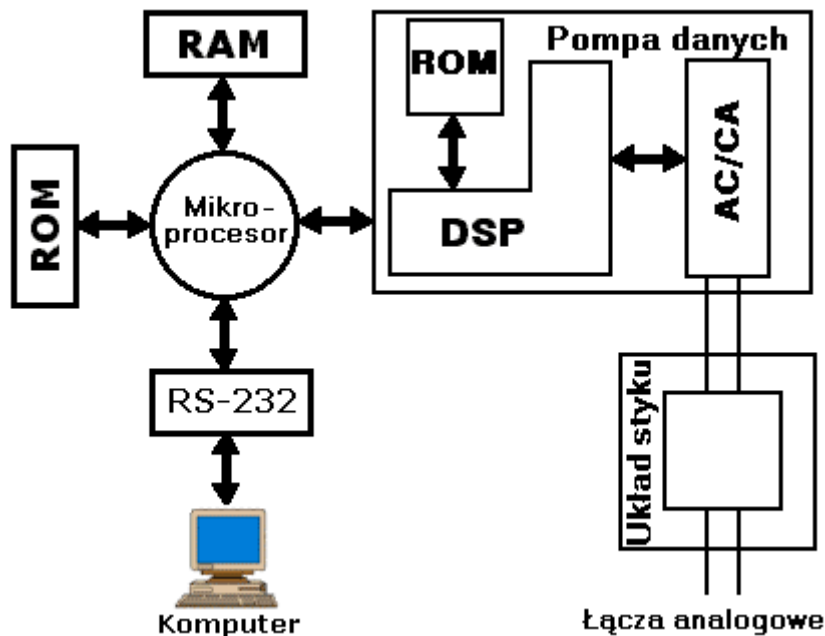 RAM
Pompa danych
ROM
AC/CA
ROM
Mikro-
procesor
DSP
RS-232
Układ styku
Komputer
Łącza analogowe